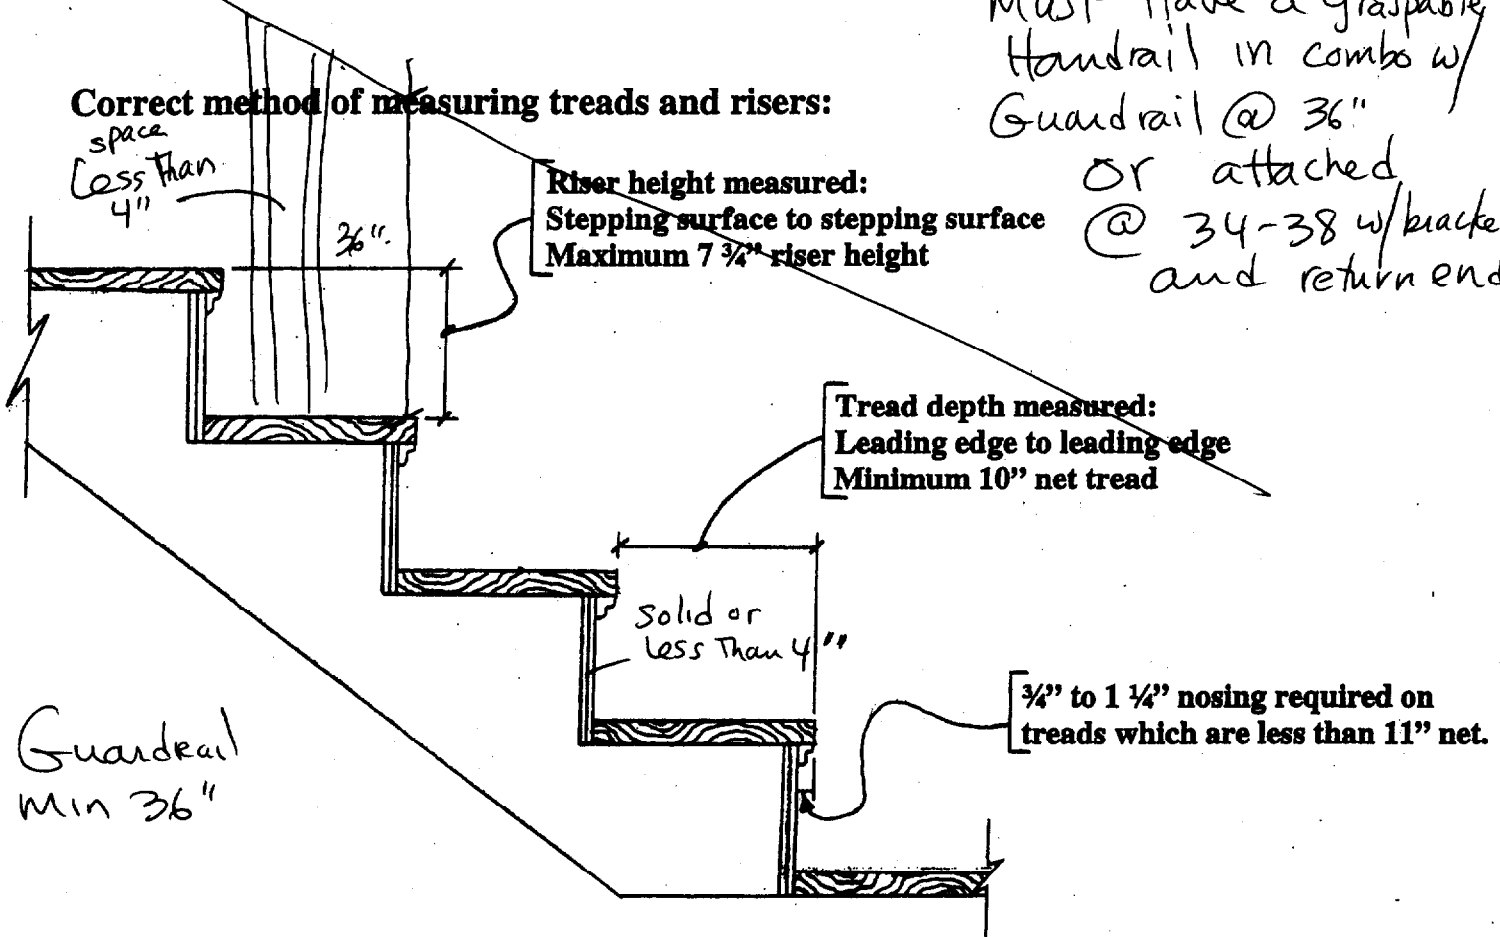 Must Have a graspable
Handrail in combo w/
Guardrail @ 36"
or attached
@ 34-38 w/bracke
and return end
Correct method of measuring treads and risers:
space
Less Than
4"
36".
Riser height measured:
Stepping surface to stepping surface
Maximum 7 ¾” riser height
Tread depth measured:
Leading edge to leading edge
Minimum 10” net tread
Solid or
Less Than 4"
¾” to 1 ¼” nosing required on
treads which are less than 11” net.
Guardrail
Min 36"